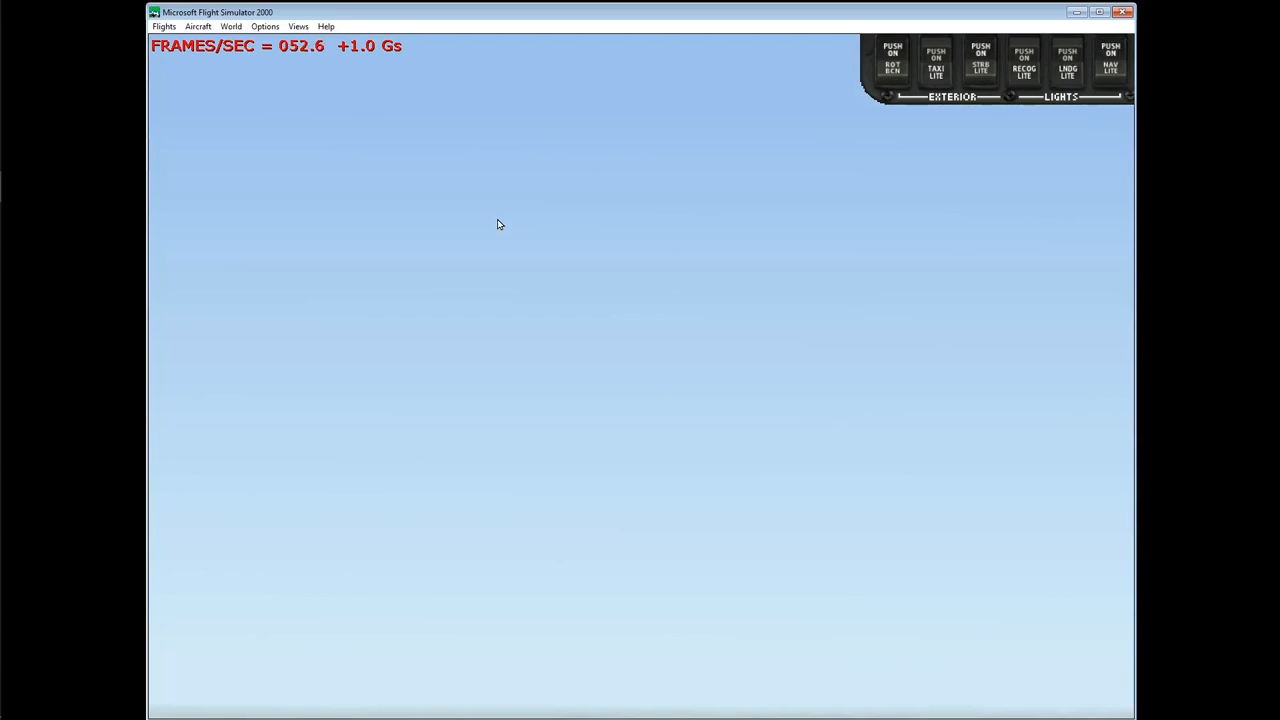 Microsoft Flight Simulator 2000
Flights Aircraft World Options Views Help
FRAMES/SEC = 052.6 +1.0 Gs
PUSH ON ROT BCN
PUSH ON TAXI LITE
PUSH ON STRB LITE
PUSH ON RECOG LITE
PUSH ON LNDG LITE
PUSH ON NAV LITE
EXTERIOR LIGHTS